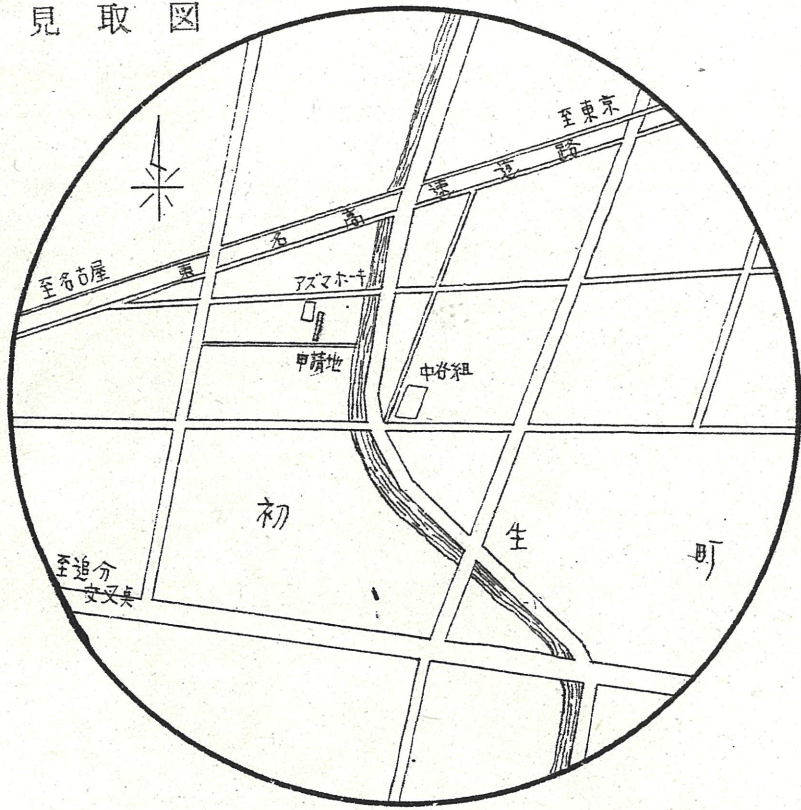 見取図
至東京
東名高速道路
至名古屋
アズマホーキ
申請地
中谷組
初生町
至追分
交叉点